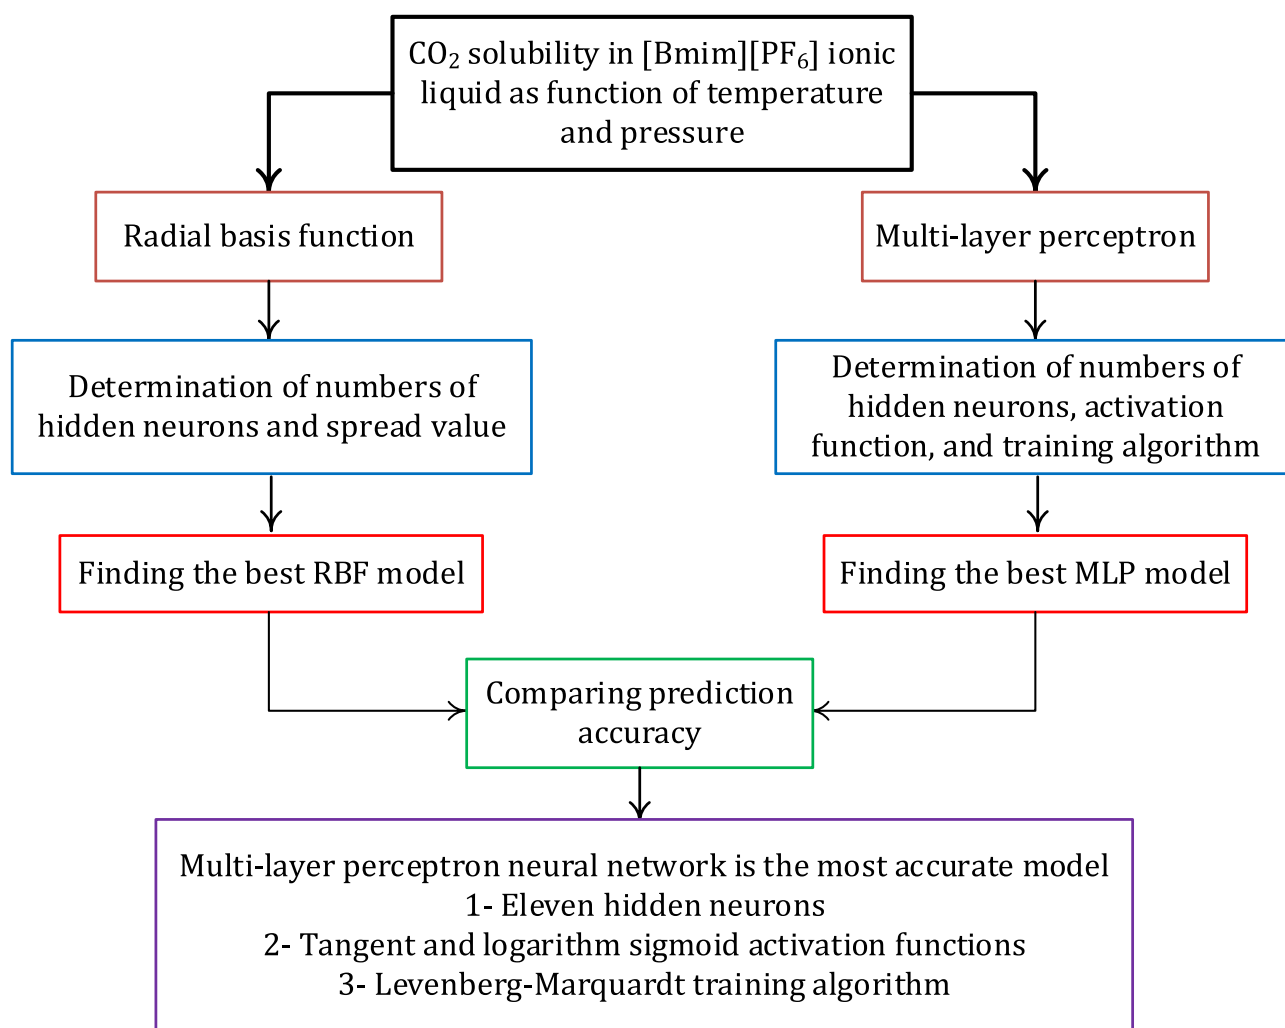 CO₂ solubility in [Bmim][PF₆] ionic
liquid as function of temperature
and pressure
Radial basis function
Multi-layer perceptron
Determination of numbers of
hidden neurons and spread value
Determination of numbers of
hidden neurons, activation
function, and training algorithm
Finding the best RBF model
Finding the best MLP model
Comparing prediction
accuracy
Multi-layer perceptron neural network is the most accurate model
1- Eleven hidden neurons
2- Tangent and logarithm sigmoid activation functions
3- Levenberg-Marquardt training algorithm